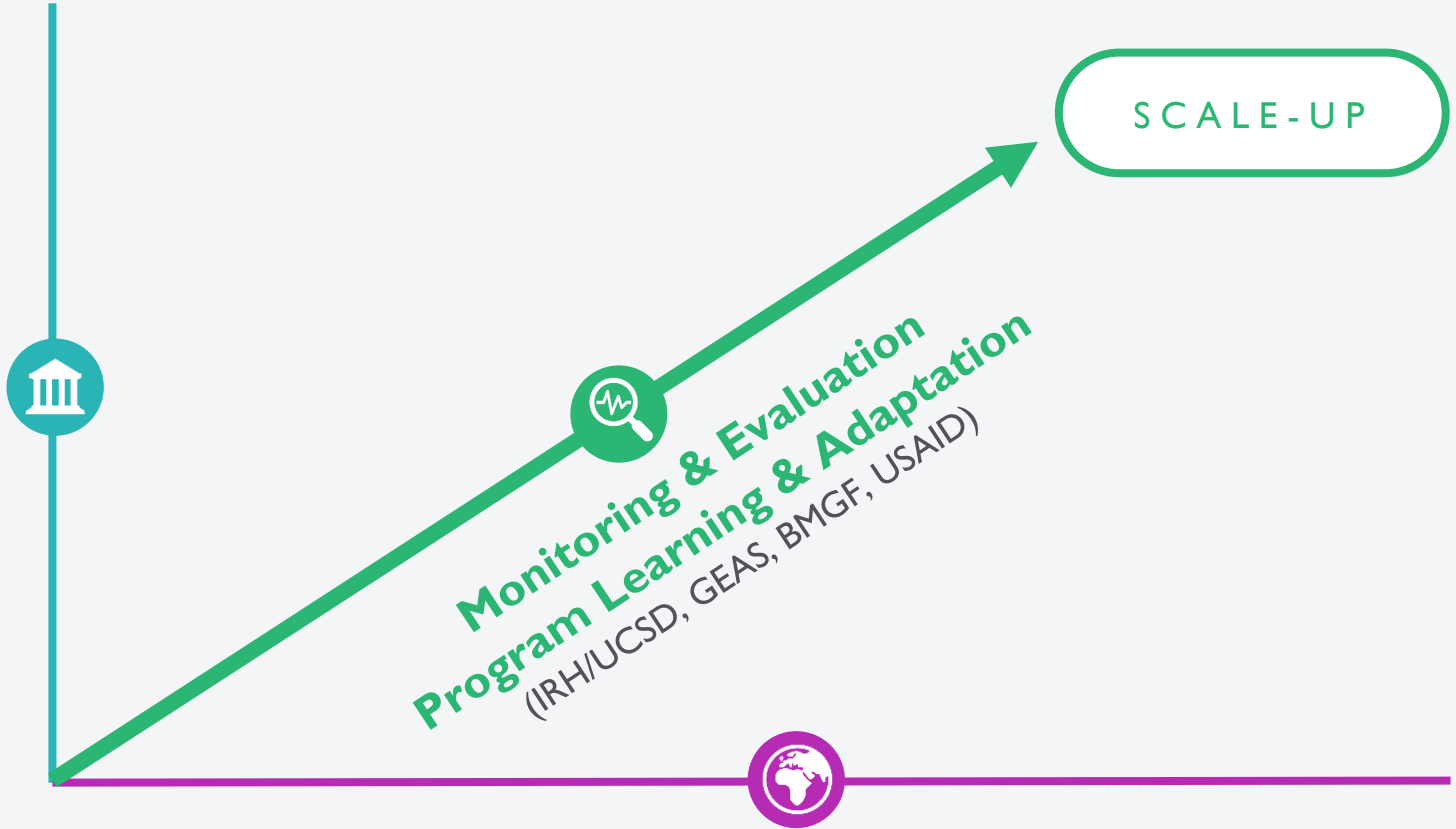 SCALE-UP
Monitoring & Evaluation
Program Learning & Adaptation
(IRH/UCSD, GEAS, BMGF, USAID)